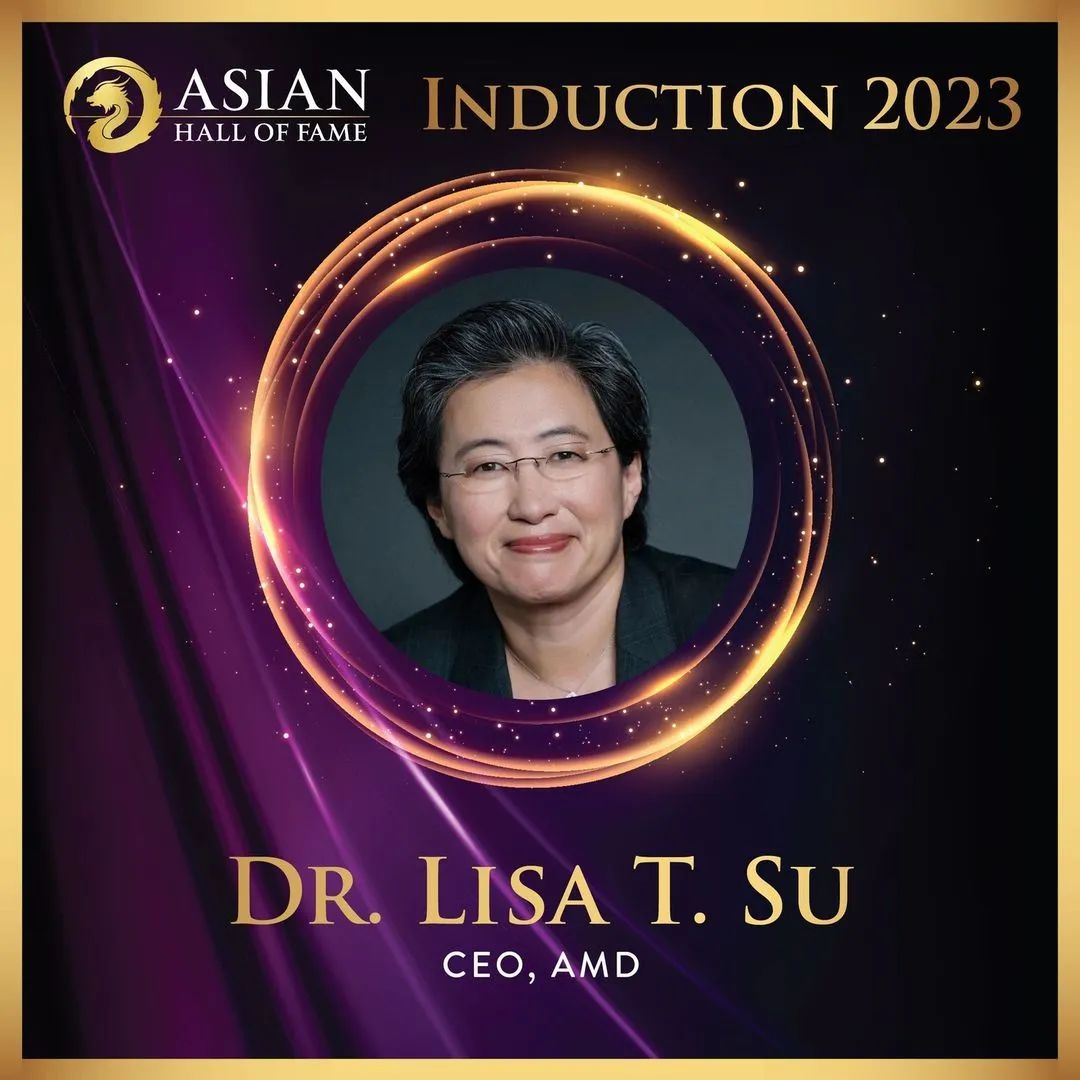 ASIAN
HALL OF FAME
INDUCTION 2023
DR. LISA T. SU
CEO, AMD